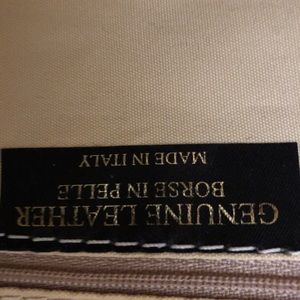 GENUINE LEATHER
BORSE IN PELLE
MADE IN ITALY